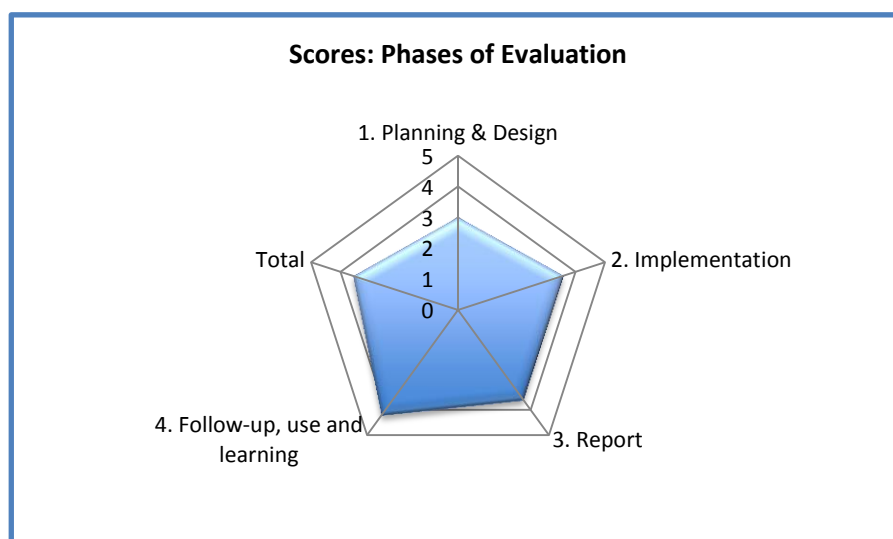 Scores: Phases of Evaluation
1. Planning & Design
5
4
3
2
1
0
Total
2. Implementation
4. Follow-up, use and
learning
3. Report